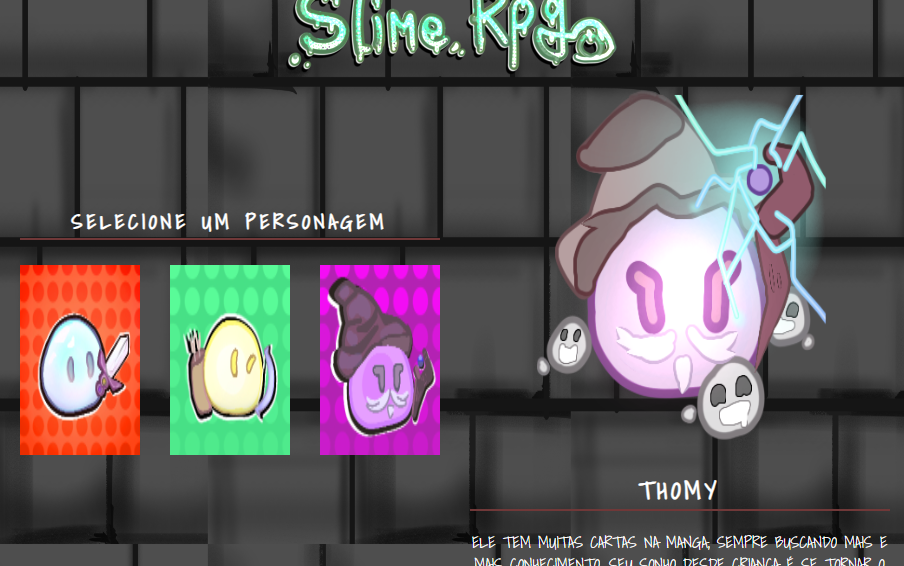 Slime Rpg
SELECIONE UM PERSONAGEM
THOMY
ELE TEM MUITAS CARTAS NA MANGA, SEMPRE BUSCANDO MAIS E
MAIS CONHECIMENTO, SEU SONHO DESDE CRIANÇA É SE TORNAR O